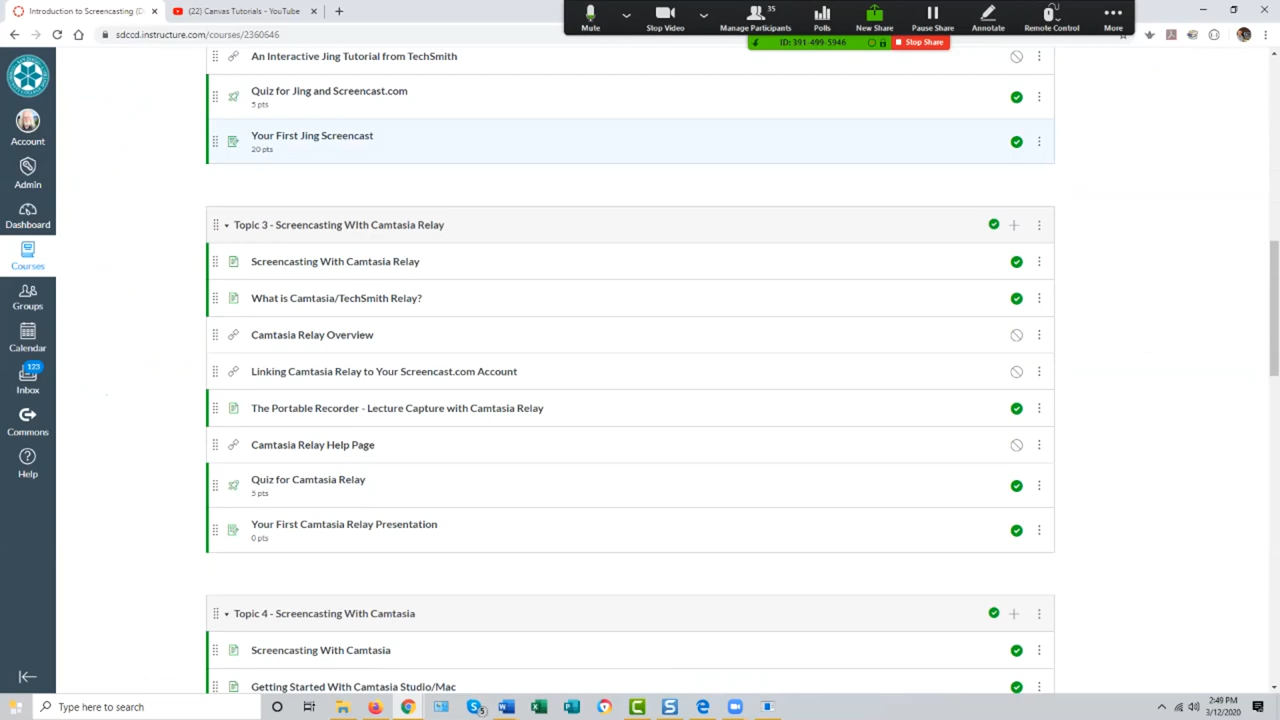 Introduction to Screencasting (D
(22) Canvas Tutorials - YouTube
sdccd.instructure.com/courses/2360646
Mute
Stop Video
35
Manage Participants
Polls
New Share
Pause Share
Annotate
Remote Control
More
ID: 391-499-5946
Stop Share
Account
Admin
Dashboard
Courses
Groups
Calendar
123
Inbox
Commons
Help
An Interactive Jing Tutorial from TechSmith
Quiz for Jing and Screencast.com
5 pts
Your First Jing Screencast
20 pts
Topic 3 - Screencasting WIth Camtasia Relay
Screencasting With Camtasia Relay
What is Camtasia/TechSmith Relay?
Camtasia Relay Overview
Linking Camtasia Relay to Your Screencast.com Account
The Portable Recorder - Lecture Capture with Camtasia Relay
Camtasia Relay Help Page
Quiz for Camtasia Relay
5 pts
Your First Camtasia Relay Presentation
0 pts
Topic 4 - Screencasting With Camtasia
Screencasting With Camtasia
Getting Started With Camtasia Studio/Mac
Type here to search
2:49 PM
3/12/2020